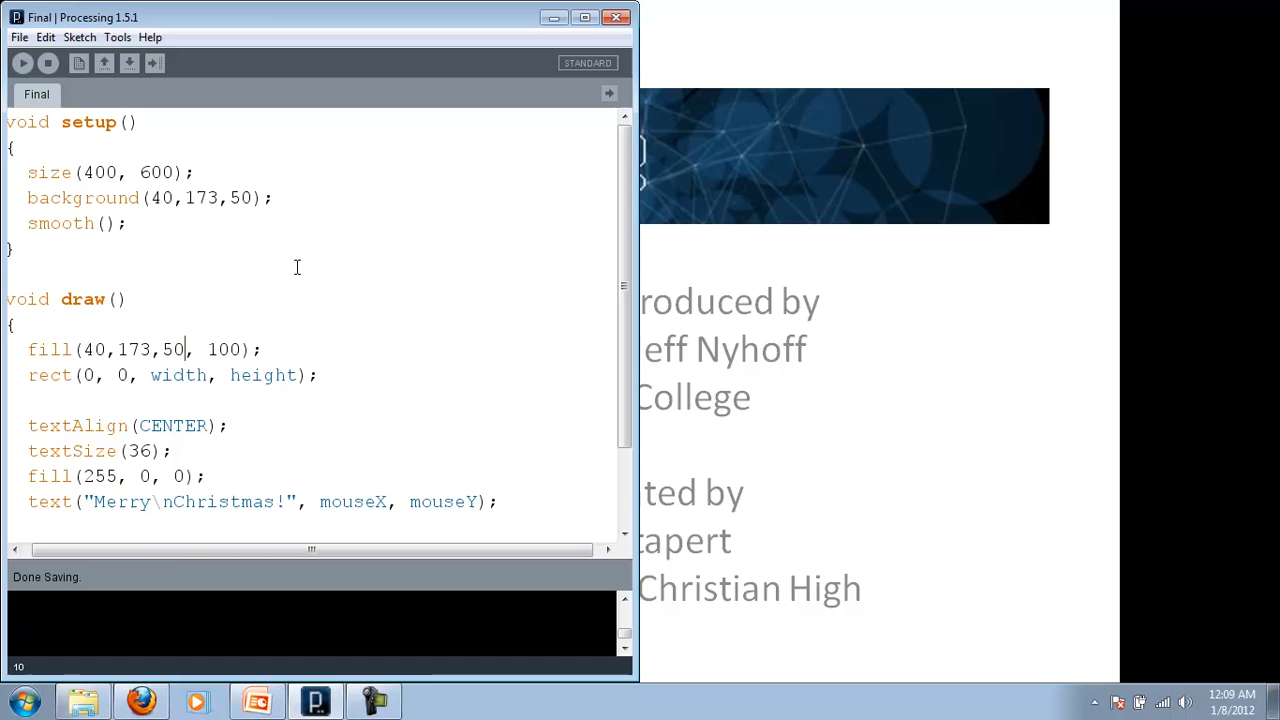 Final | Processing 1.5.1
File Edit Sketch Tools Help
STANDARD
Final
void setup()
{
size(400, 600);
background(40,173,50);
smooth();
}
void draw()
{
fill(40,173,50, 100);
rect(0, 0, width, height);
textAlign(CENTER);
textSize(36);
fill(255, 0, 0);
text("Merry\nChristmas!", mouseX, mouseY);
Done Saving.
10
roduced by
eff Nyhoff
College
ted by
tapert
Christian High
12:09 AM
1/8/2012